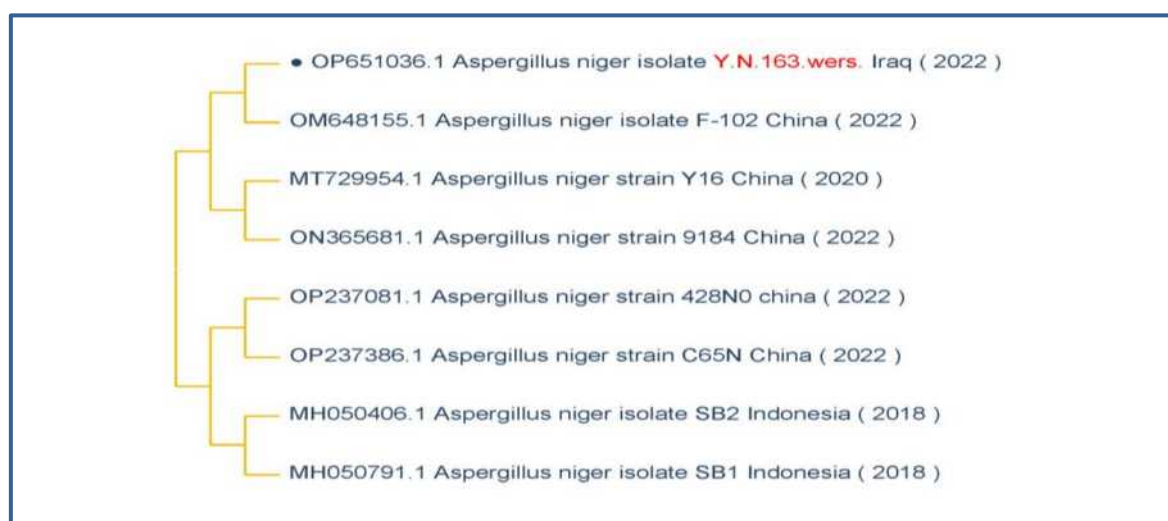 • OP651036.1 Aspergillus niger isolate Y.N.163.wers. Iraq ( 2022 )
OM648155.1 Aspergillus niger isolate F-102 China ( 2022 )
MT729954.1 Aspergillus niger strain Y16 China ( 2020 )
ON365681.1 Aspergillus niger strain 9184 China ( 2022 )
OP237081.1 Aspergillus niger strain 428N0 china ( 2022 )
OP237386.1 Aspergillus niger strain C65N China ( 2022 )
MH050406.1 Aspergillus niger isolate SB2 Indonesia ( 2018 )
MH050791.1 Aspergillus niger isolate SB1 Indonesia ( 2018 )